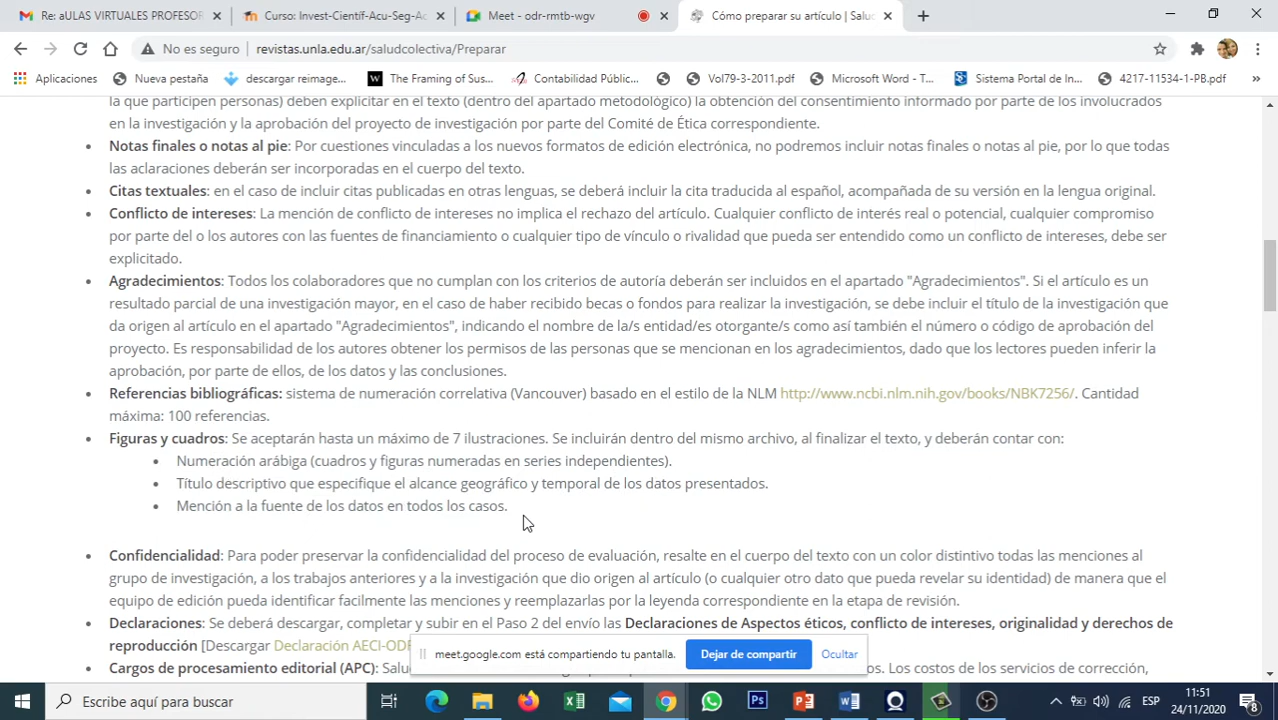 Re: aULAS VIRTUALES PROFESOR
Curso: Invest-Cientif-Acu-Seg-A
Meet - odr-rmtb-wgv
Cómo preparar su artículo | Salud
No es seguro
revistas.unla.edu.ar/saludcolectiva/Preparar
Aplicaciones
Nueva pestaña
descargar reimage...
The Framing of Sus...
Contabilidad Públic...
Vol79-3-2011.pdf
Microsoft Word - T...
Sistema Portal de In...
4217-11534-1-PB.pdf
»
la que participen personas) deben explicitar en el texto (dentro del apartado metodológico) la obtención del consentimiento informado por parte de los involucrados
en la investigación y la aprobación del proyecto de investigación por parte del Comité de Ética correspondiente.
Notas finales o notas al pie: Por cuestiones vinculadas a los nuevos formatos de edición electrónica, no podremos incluir notas finales o notas al pie, por lo que todas
las aclaraciones deberán ser incorporadas en el cuerpo del texto.
Citas textuales: en el caso de incluir citas publicadas en otras lenguas, se deberá incluir la cita traducida al español, acompañada de su versión en la lengua original.
Conflicto de intereses: La mención de conflicto de intereses no implica el rechazo del artículo. Cualquier conflicto de interés real o potencial, cualquier compromiso
por parte del o los autores con las fuentes de financiamiento o cualquier tipo de vínculo o rivalidad que pueda ser entendido como un conflicto de intereses, debe ser
explicitado.
Agradecimientos: Todos los colaboradores que no cumplan con los criterios de autoría deberán ser incluidos en el apartado "Agradecimientos". Si el artículo es un
resultado parcial de una investigación mayor, en el caso de haber recibido becas o fondos para realizar la investigación, se debe incluir el título de la investigación que
da origen al artículo en el apartado "Agradecimientos", indicando el nombre de la/s entidad/es otorgante/s como así también el número o código de aprobación del
proyecto. Es responsabilidad de los autores obtener los permisos de las personas que se mencionan en los agradecimientos, dado que los lectores pueden inferir la
aprobación, por parte de ellos, de los datos y las conclusiones.
Referencias bibliográficas: sistema de numeración correlativa (Vancouver) basado en el estilo de la NLM http://www.ncbi.nlm.nih.gov/books/NBK7256/. Cantidad
máxima: 100 referencias.
Figuras y cuadros: Se aceptarán hasta un máximo de 7 ilustraciones. Se incluirán dentro del mismo archivo, al finalizar el texto, y deberán contar con:
Numeración arábiga (cuadros y figuras numeradas en series independientes).
Título descriptivo que especifique el alcance geográfico y temporal de los datos presentados.
Mención a la fuente de los datos en todos los casos.
Confidencialidad: Para poder preservar la confidencialidad del proceso de evaluación, resalte en el cuerpo del texto con un color distintivo todas las menciones al
grupo de investigación, a los trabajos anteriores y a la investigación que dio origen al artículo (o cualquier otro dato que pueda revelar su identidad) de manera que el
equipo de edición pueda identificar facilmente las menciones y reemplazarlas por la leyenda correspondiente en la etapa de revisión.
Declaraciones: Se deberá descargar, completar y subir en el Paso 2 del envío las Declaraciones de Aspectos éticos, conflicto de intereses, originalidad y derechos de
reproducción [Descargar Declaración AECI-ODR
meet.google.com está compartiendo tu pantalla.
Dejar de compartir
Ocultar
Cargos de procesamiento editorial (APC): Salu
os. Los costos de los servicios de corrección,
Escribe aquí para buscar
ESP
11:51
24/11/2020
8